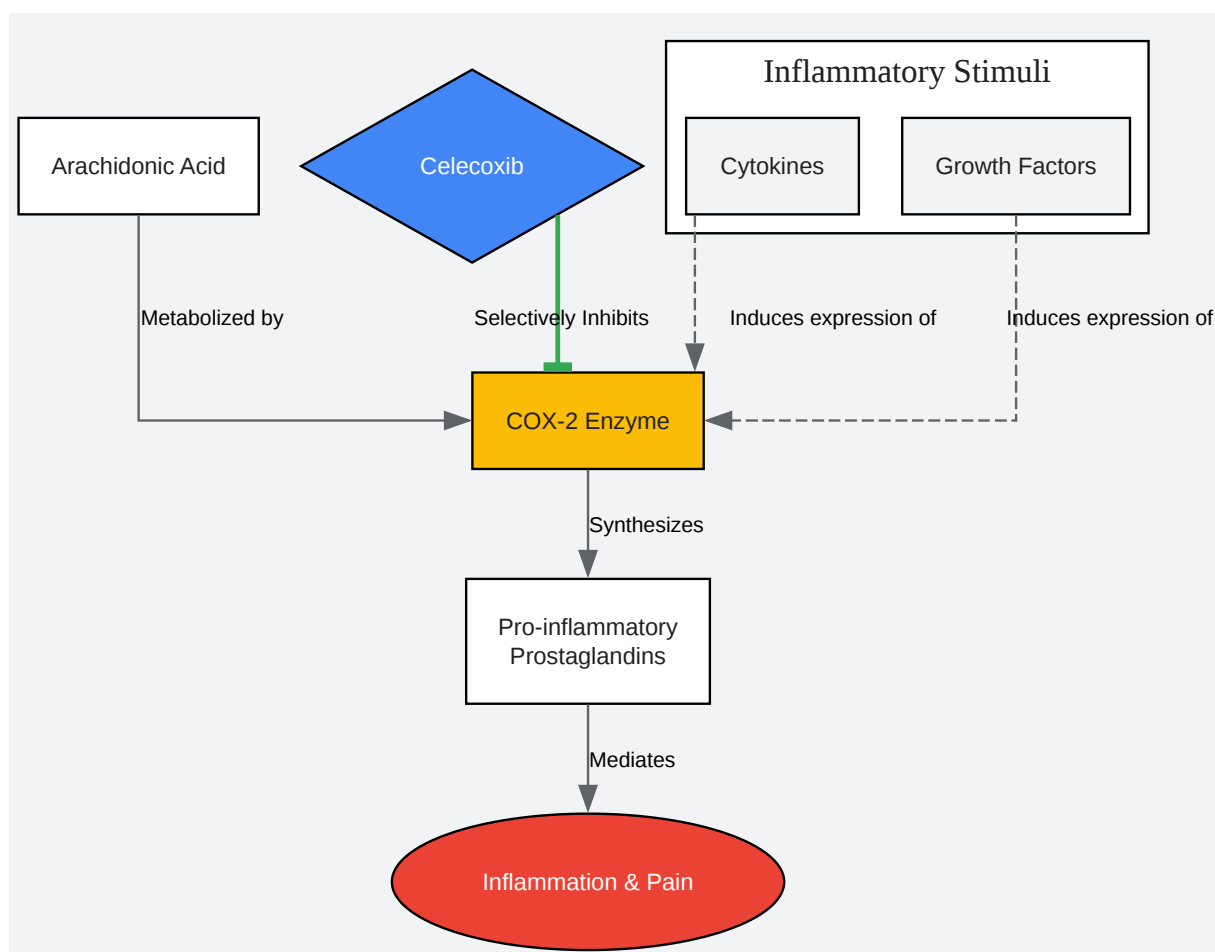 Inflammatory Stimuli
Arachidonic Acid
Celecoxib
Cytokines
Growth Factors
Metabolized by
Selectively Inhibits
Induces expression of
Induces expression of
COX-2 Enzyme
Synthesizes
Pro-inflammatory
Prostaglandins
Mediates
Inflammation & Pain